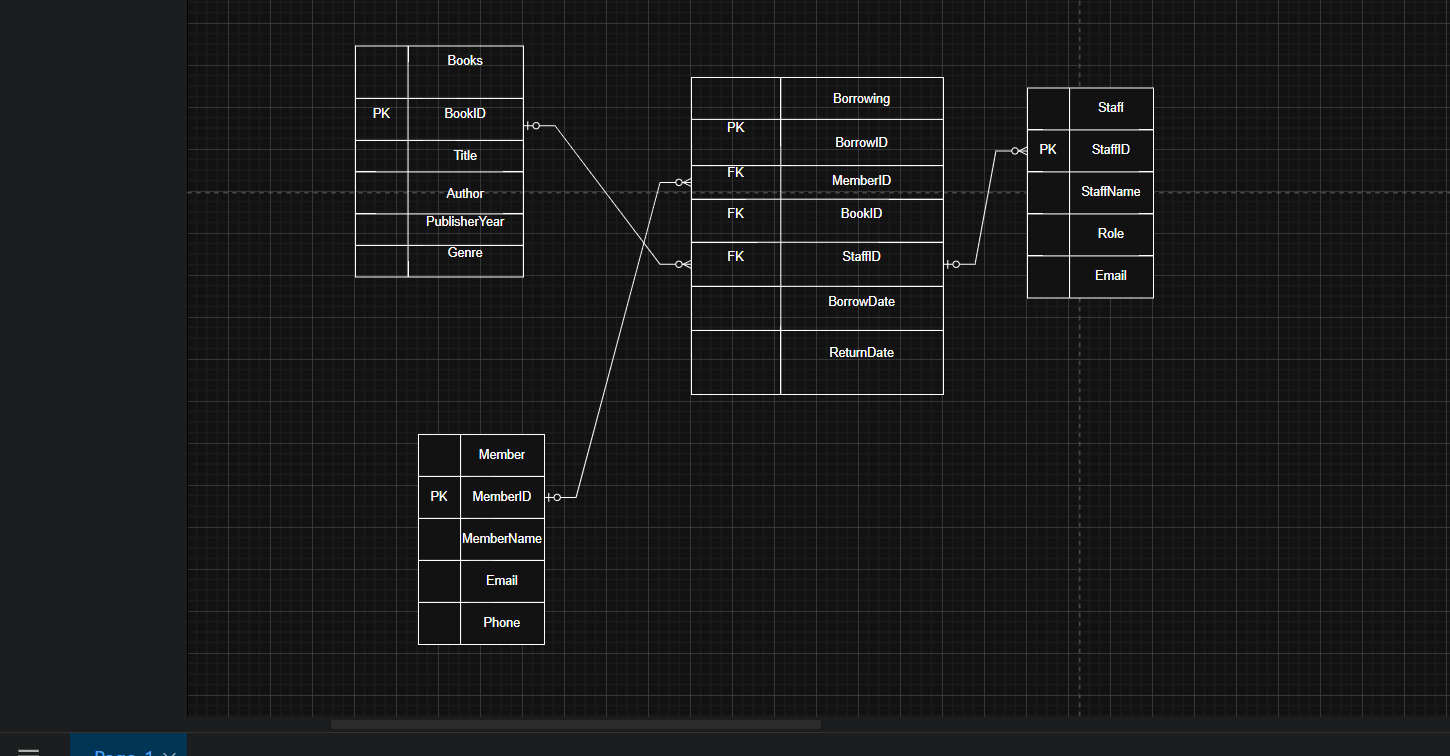 Books
PK BookID
Title
Author
PublisherYear
Genre
Borrowing
PK BorrowID
FK MemberID
FK BookID
FK StaffID
BorrowDate
ReturnDate
Staff
PK StaffID
StaffName
Role
Email
Member
PK MemberID
MemberName
Email
Phone
Page-1